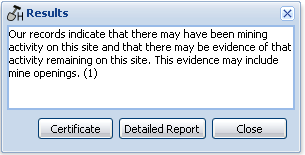 Results
Our records indicate that there may have been mining
activity on this site and that there may be evidence of that
activity remaining on this site. This evidence may include
mine openings. (1)
Certificate
Detailed Report
Close